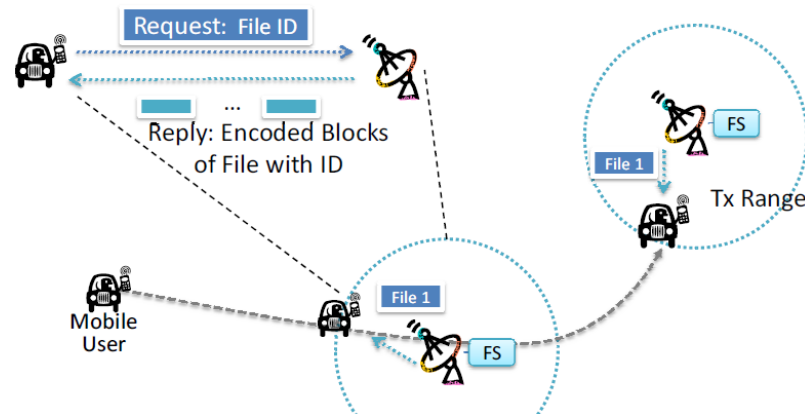 Request: File ID
...
Reply: Encoded Blocks
of File with ID
FS
File 1
Tx Range
File 1
Mobile
User
FS